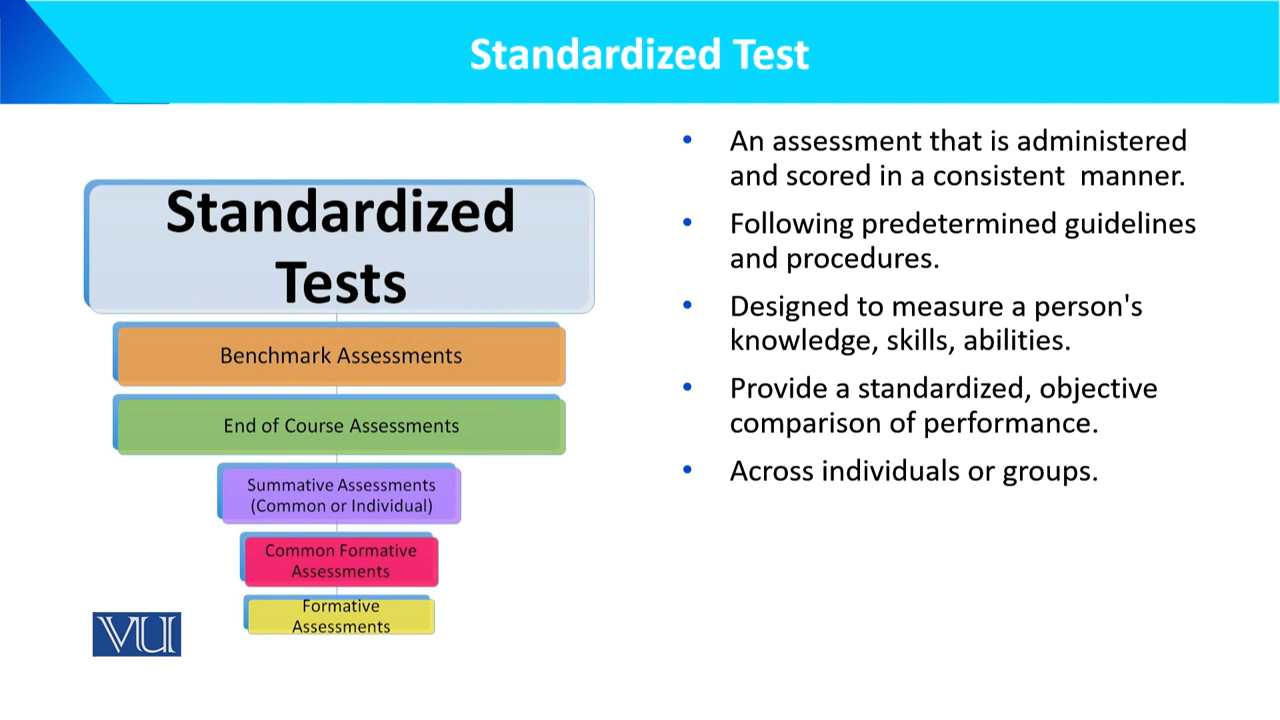 Standardized Test
Standardized
Tests
Benchmark Assessments
End of Course Assessments
Summative Assessments
(Common or Individual)
Common Formative
Assessments
Formative
Assessments
VU
• An assessment that is administered
and scored in a consistent  manner.
• Following predetermined guidelines
and procedures.
• Designed to measure a person's
knowledge, skills, abilities.
• Provide a standardized, objective
comparison of performance.
• Across individuals or groups.